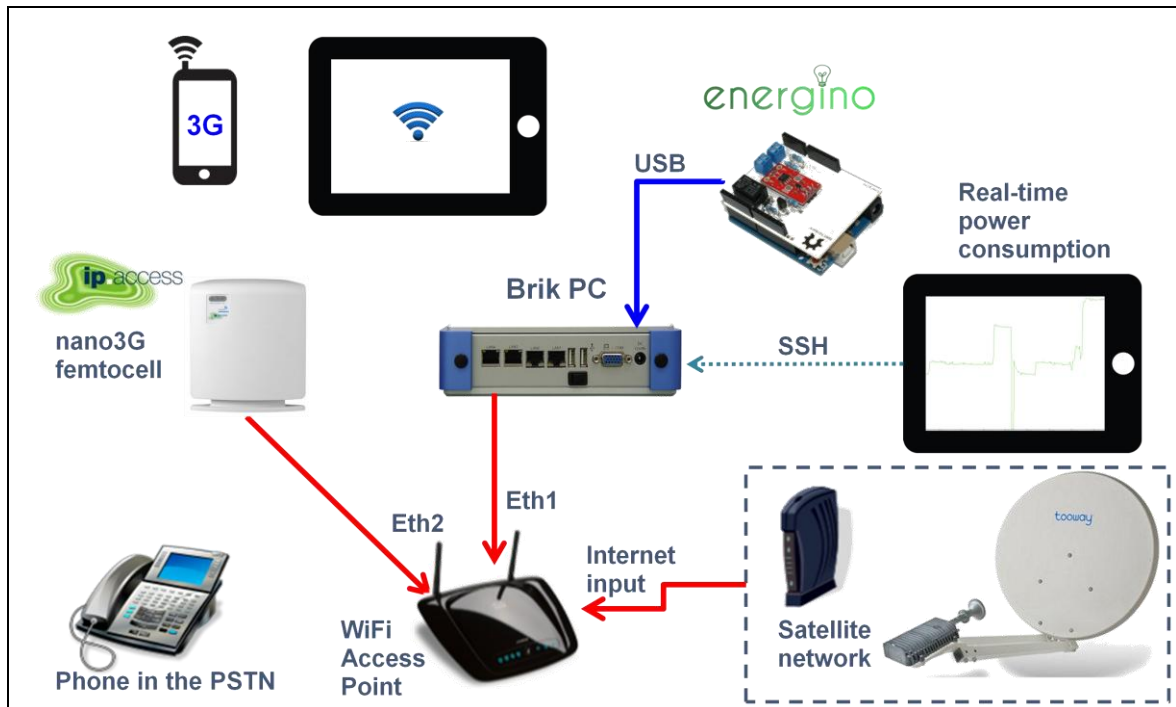 3G
energino
USB
Real-time
power
consumption
ip.access
nano3G
femtocell
Brik PC
SSH
Eth1
Eth2
Internet
input
tooway
WiFi
Access
Point
Satellite
network
Phone in the PSTN